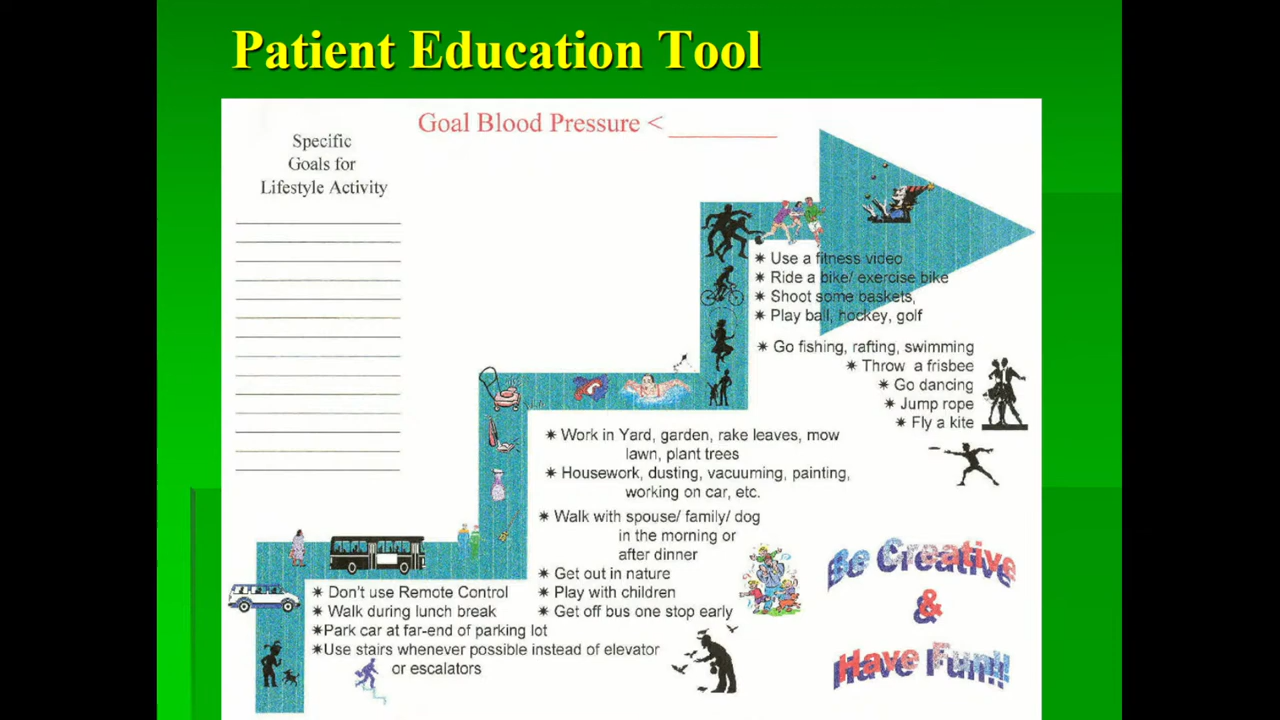 Patient Education Tool
Goal Blood Pressure < ________
Specific
Goals for
Lifestyle Activity
✷ Use a fitness video
✷ Ride a bike/ exercise bike
✷ Shoot some baskets,
✷ Play ball, hockey, golf
✷ Go fishing, rafting, swimming
✷ Throw a frisbee
✷ Go dancing
✷ Jump rope
✷ Fly a kite
✷ Work in Yard, garden, rake leaves, mow
lawn, plant trees
✷ Housework, dusting, vacuuming, painting,
working on car, etc.
✷ Walk with spouse/ family/ dog
in the morning or
after dinner
✷ Get out in nature
✷ Play with children
✷ Get off bus one stop early
✷ Don't use Remote Control
✷ Walk during lunch break
✷Park car at far-end of parking lot
✷Use stairs whenever possible instead of elevator
or escalators
Be Creative
&
Have Fun!!